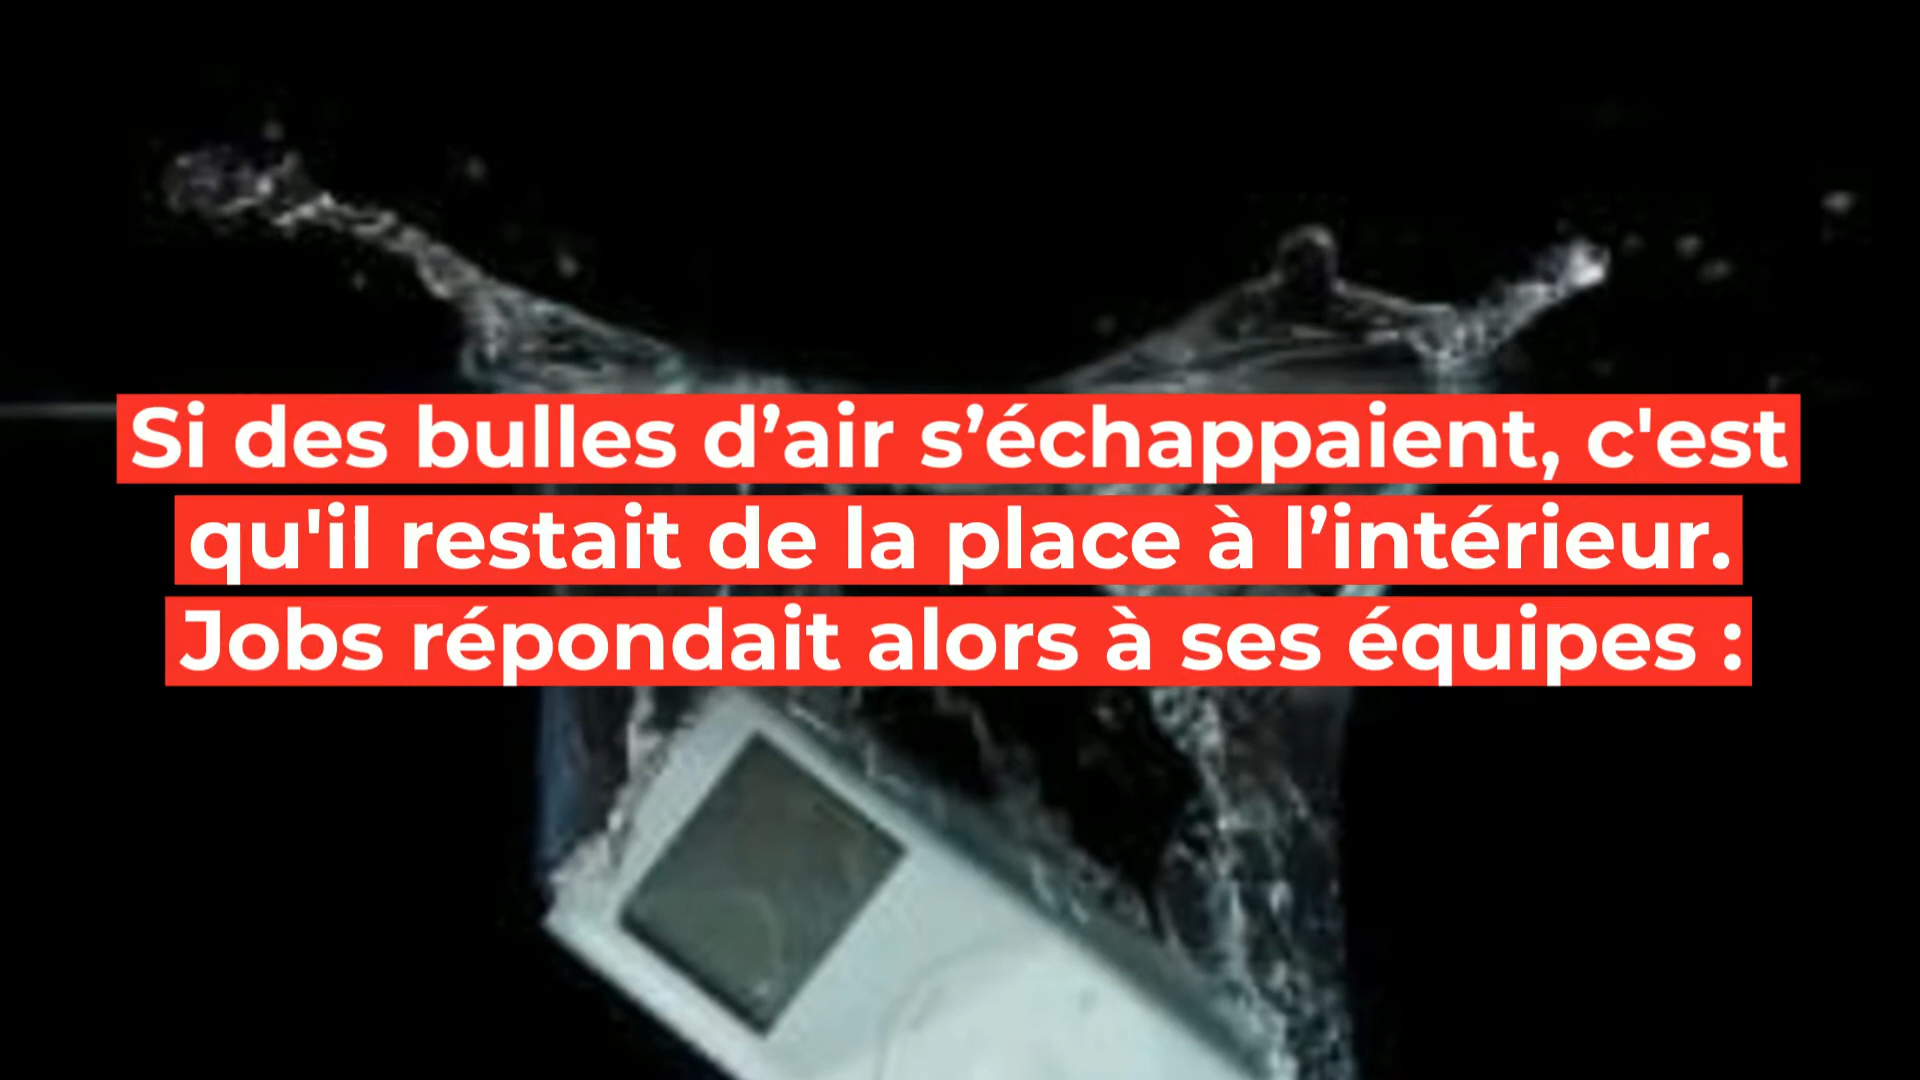 Si des bulles d’air s’échappaient, c'est
qu'il restait de la place à l’intérieur.
Jobs répondait alors à ses équipes :